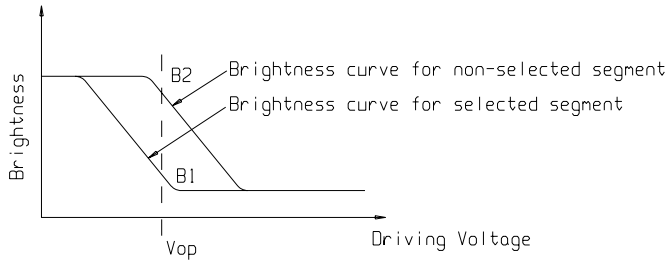 B2
Brightness curve for non-selected segment
Brightness curve for selected segment
Brightness
B1
Vop
Driving Voltage